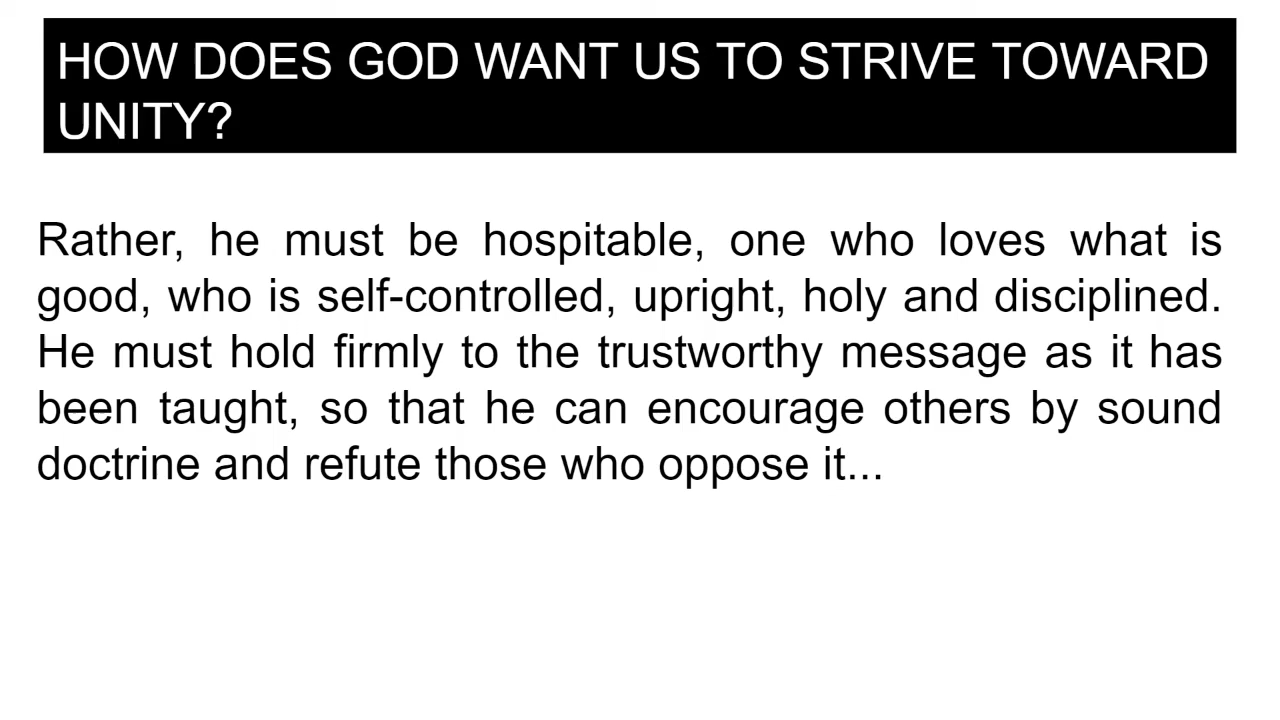 HOW DOES GOD WANT US TO STRIVE TOWARD
UNITY?
Rather, he must be hospitable, one who loves what is
good, who is self-controlled, upright, holy and disciplined.
He must hold firmly to the trustworthy message as it has
been taught, so that he can encourage others by sound
doctrine and refute those who oppose it...